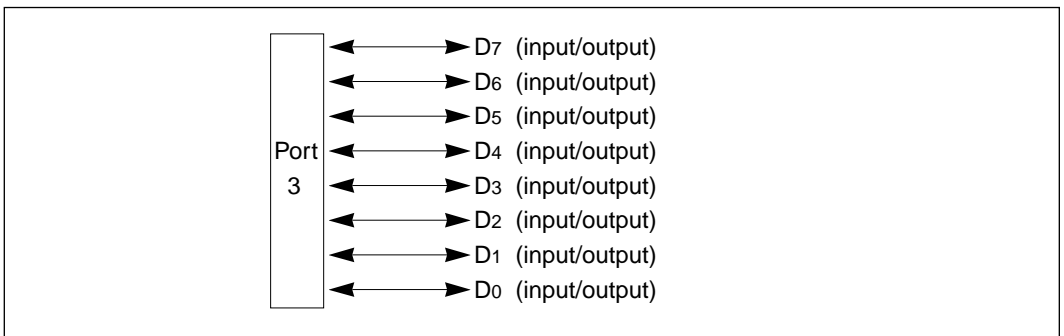 D7 (input/output)
D6 (input/output)
D5 (input/output)
Port
3
D4 (input/output)
D3 (input/output)
D2 (input/output)
D1 (input/output)
D0 (input/output)